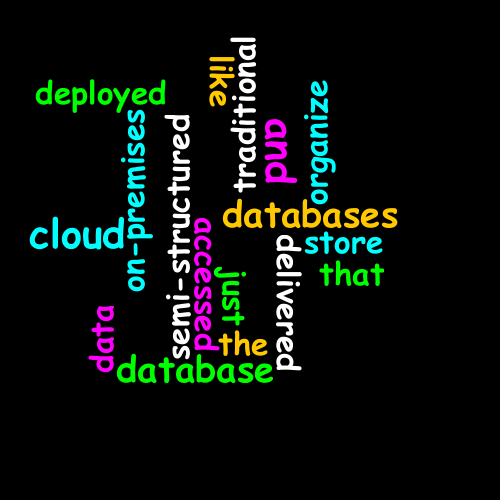 like
traditional
deployed
organize
on-premises
semi-structured
and
databases
accessed
cloud
delivered
store
that
just
data
the
database